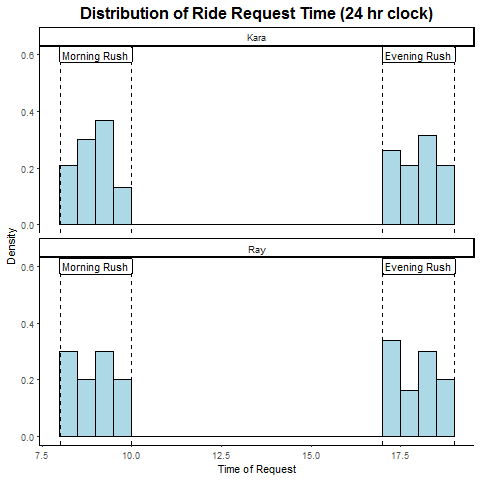 Distribution of Ride Request Time (24 hr clock)
Kara
Morning Rush Evening Rush
0.6
0.4
0.2
0.0
Density
Ray
Morning Rush Evening Rush
0.6
0.4
0.2
0.0
7.5 10.0 12.5 15.0 17.5
Time of Request